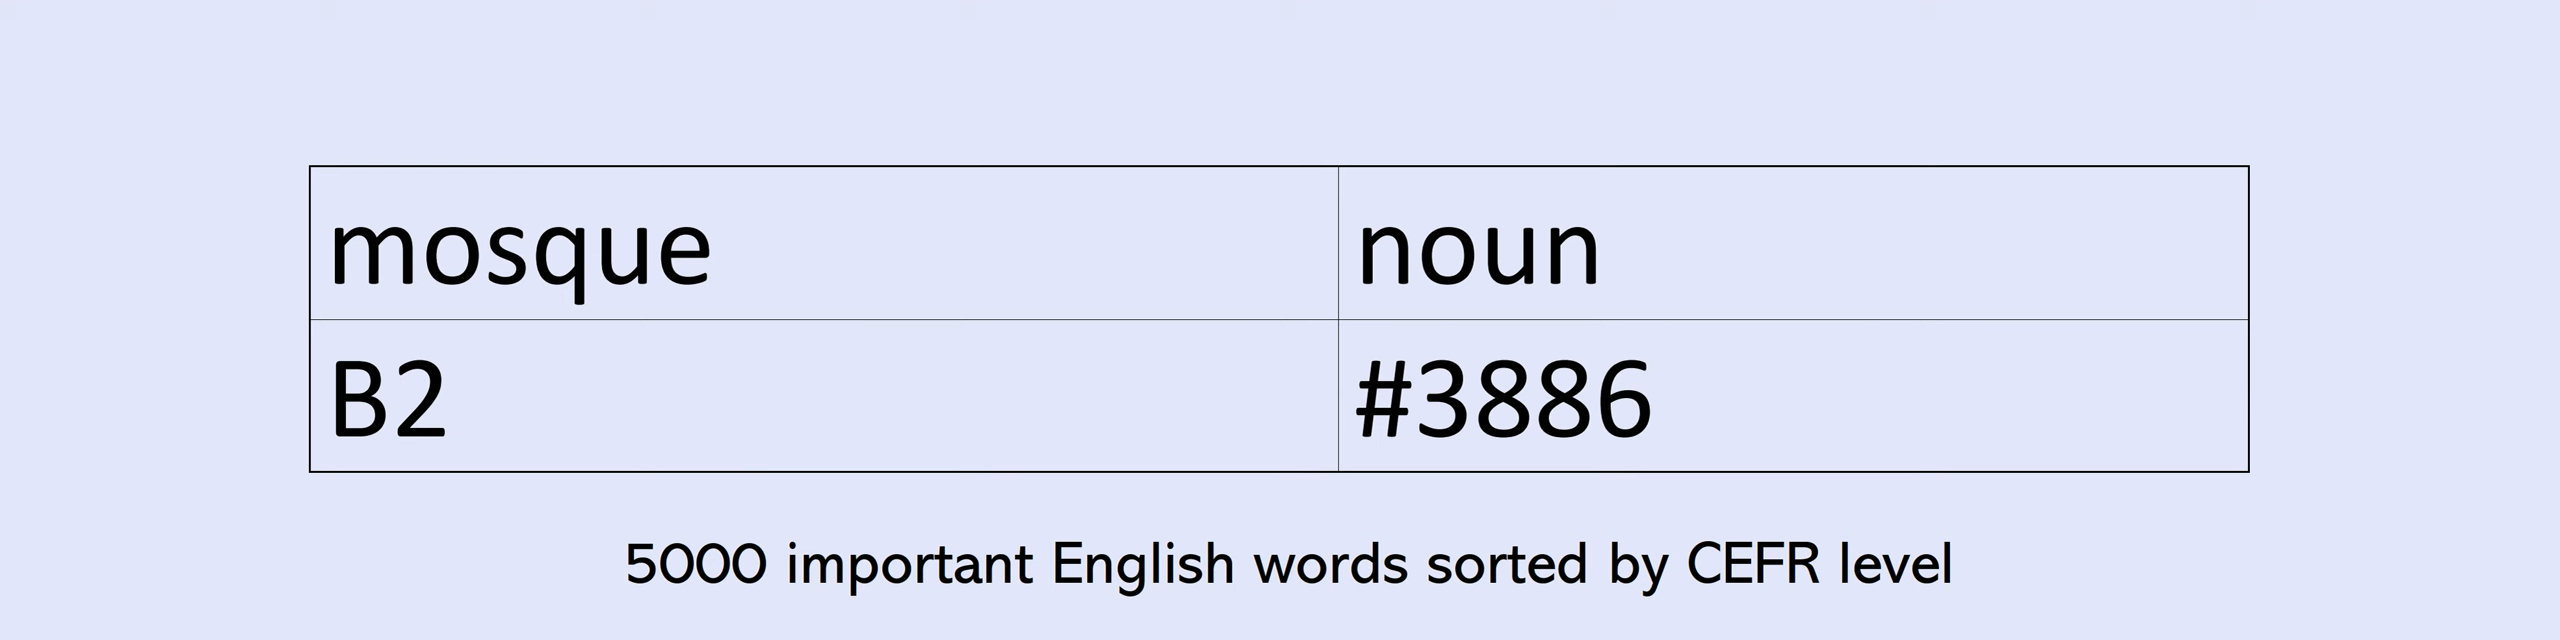 mosque noun
B2 #3886
5000 important English words sorted by CEFR level